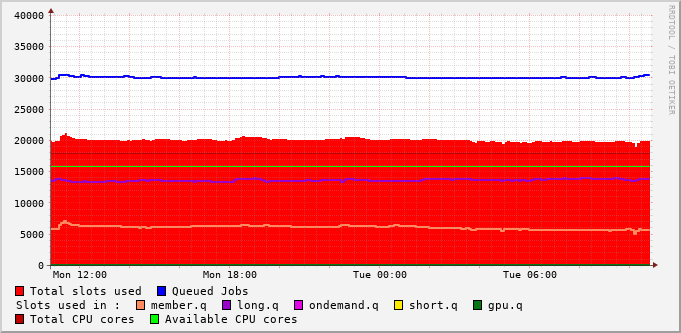 40000
35000
30000
25000
20000
15000
10000
5000
0
Mon 12:00 Mon 18:00 Tue 00:00 Tue 06:00
RRDTOOL / TOBI OETIKER
Total slots used Queued Jobs
Slots used in : member.q long.q ondemand.q short.q gpu.q
Total CPU cores Available CPU cores